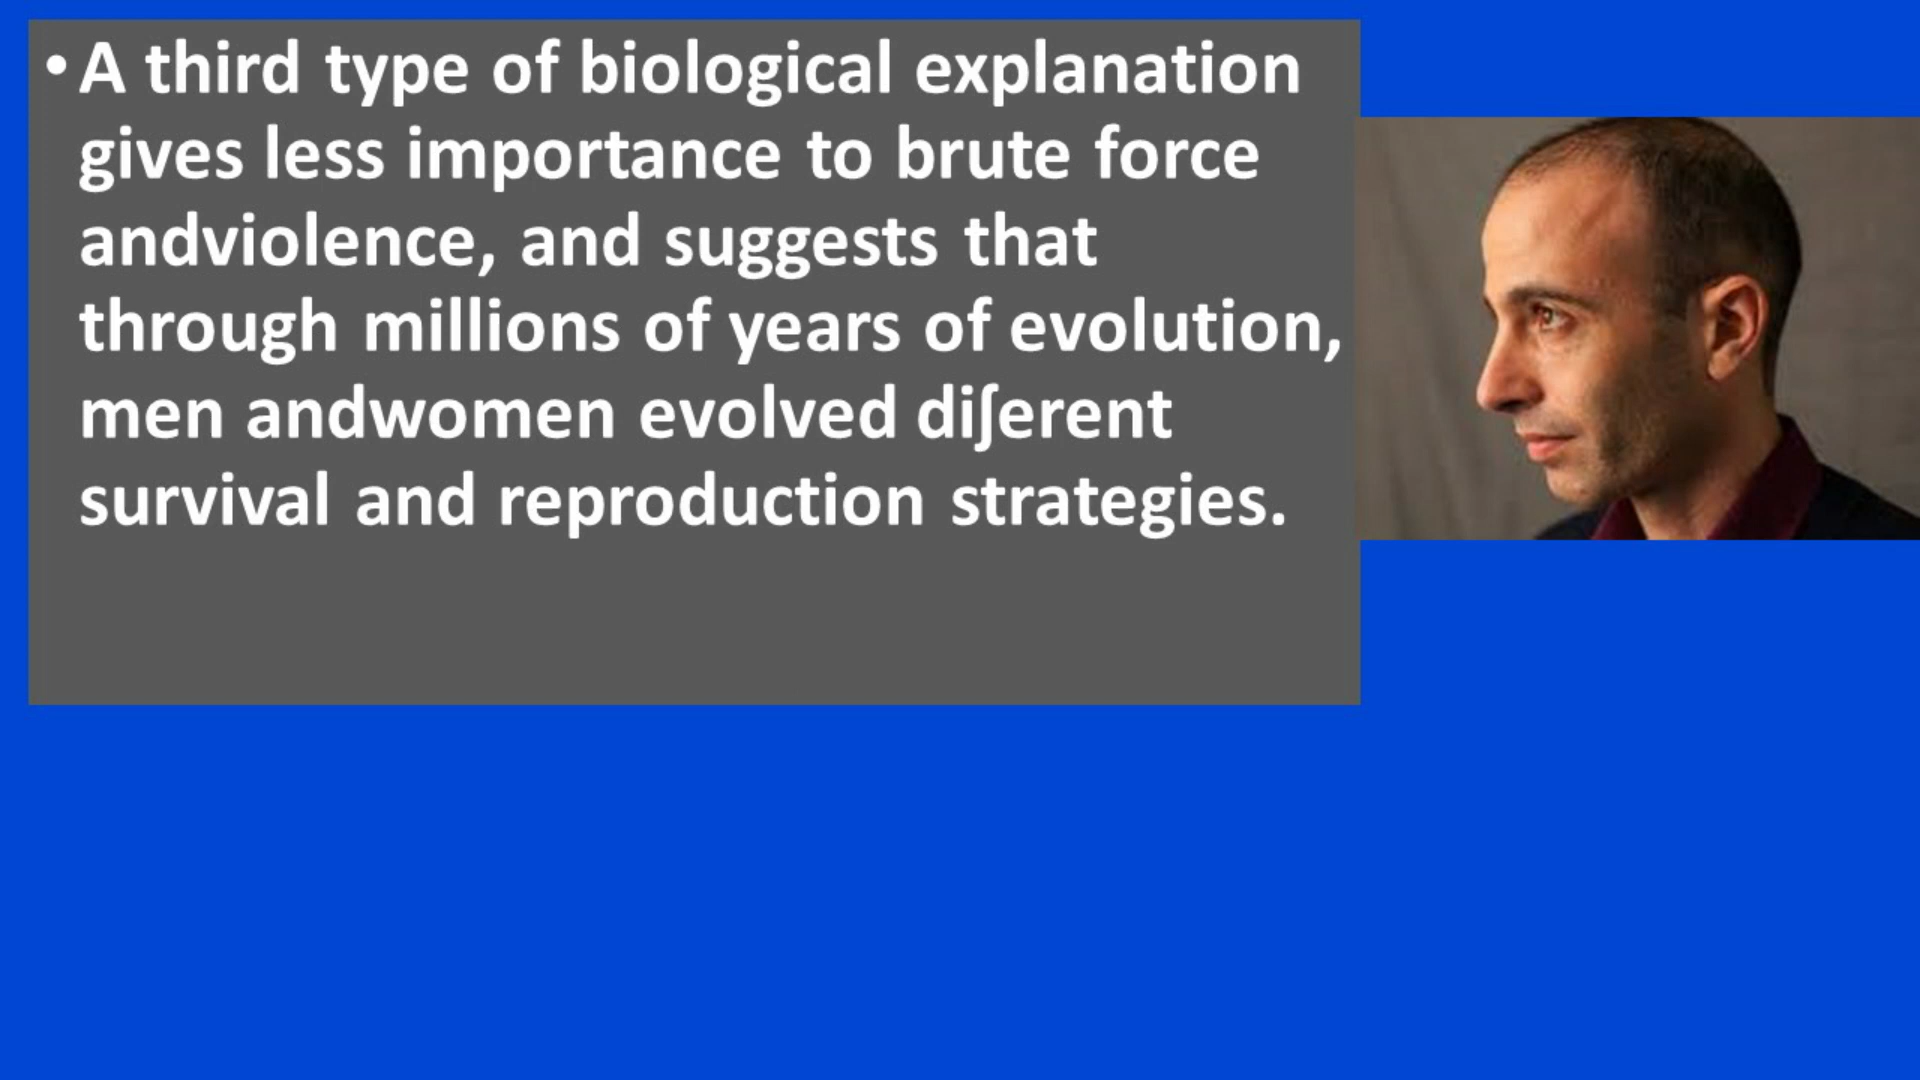 • A third type of biological explanation
gives less importance to brute force
andviolence, and suggests that
through millions of years of evolution,
men andwomen evolved diʃerent
survival and reproduction strategies.